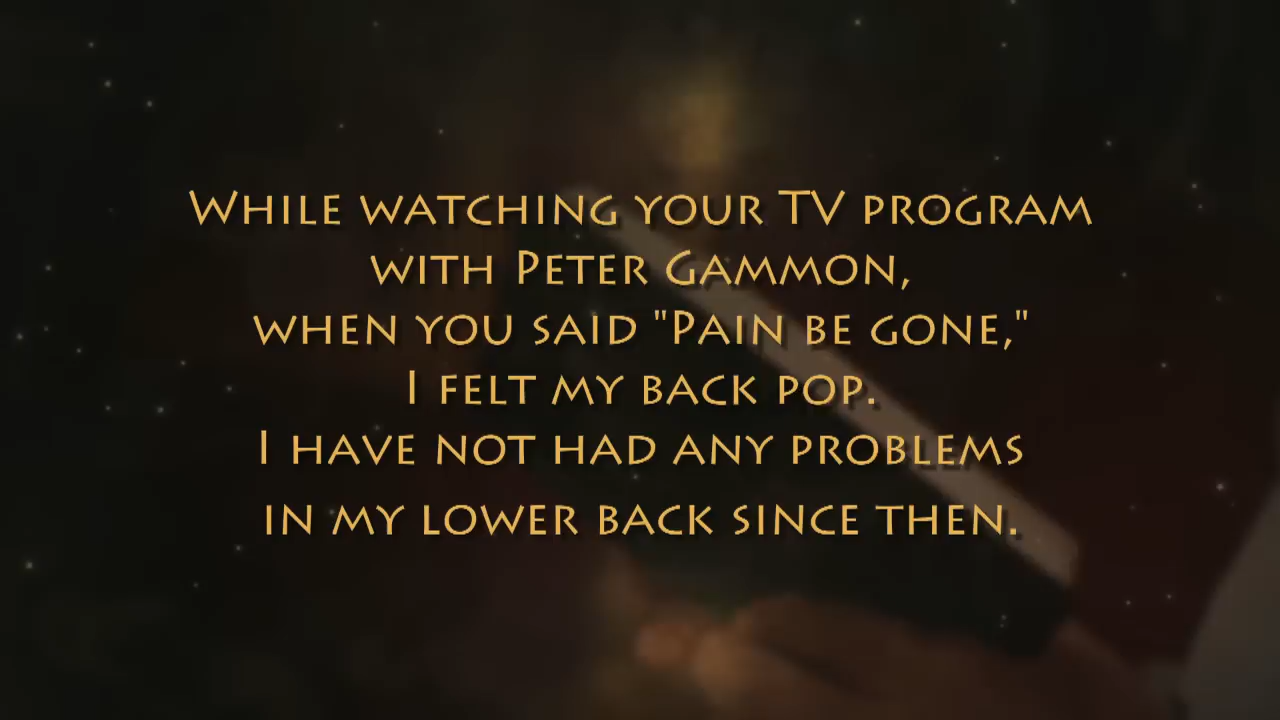 While watching your TV program
with Peter Gammon,
when you said "Pain be gone,"
I felt my back pop.
I have not had any problems
in my lower back since then.